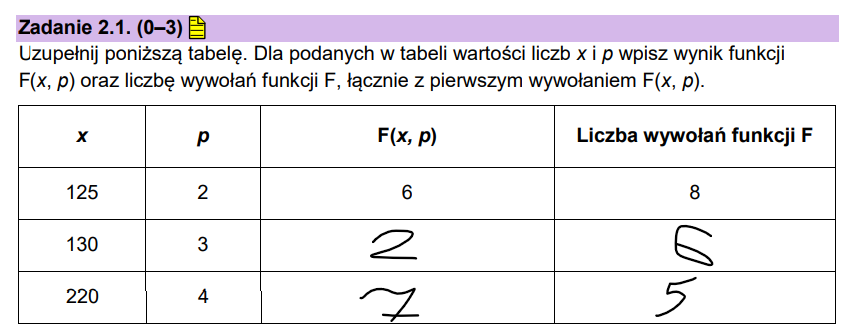 Zadanie 2.1. (0–3)
Uzupełnij poniższą tabelę. Dla podanych w tabeli wartości liczb x i p wpisz wynik funkcji
F(x, p) oraz liczbę wywołań funkcji F, łącznie z pierwszym wywołaniem F(x, p).
x p F(x, p) Liczba wywołań funkcji F
125 2 6 8
130 3 2 6
220 4 7 5